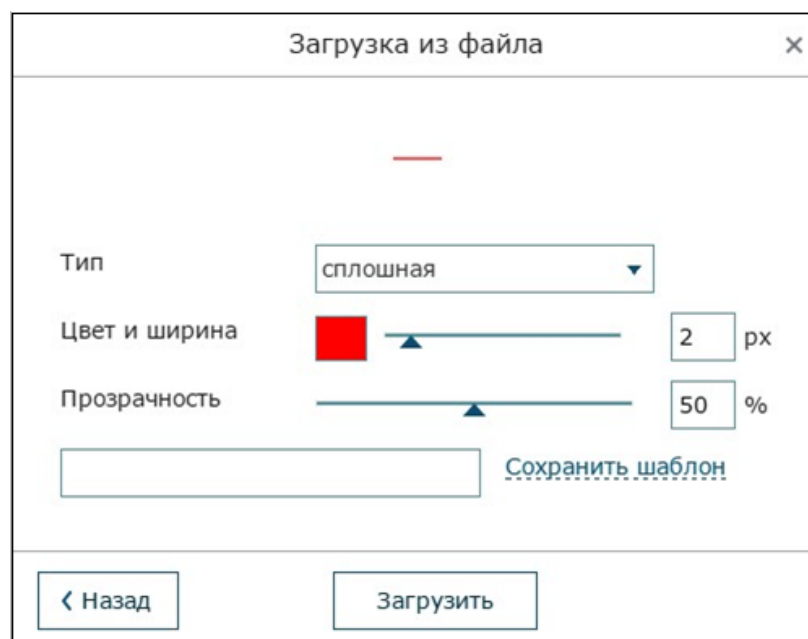 Загрузка из файла ×
Тип сплошная
Цвет и ширина 2 px
Прозрачность 50 %
Сохранить шаблон
Назад Загрузить